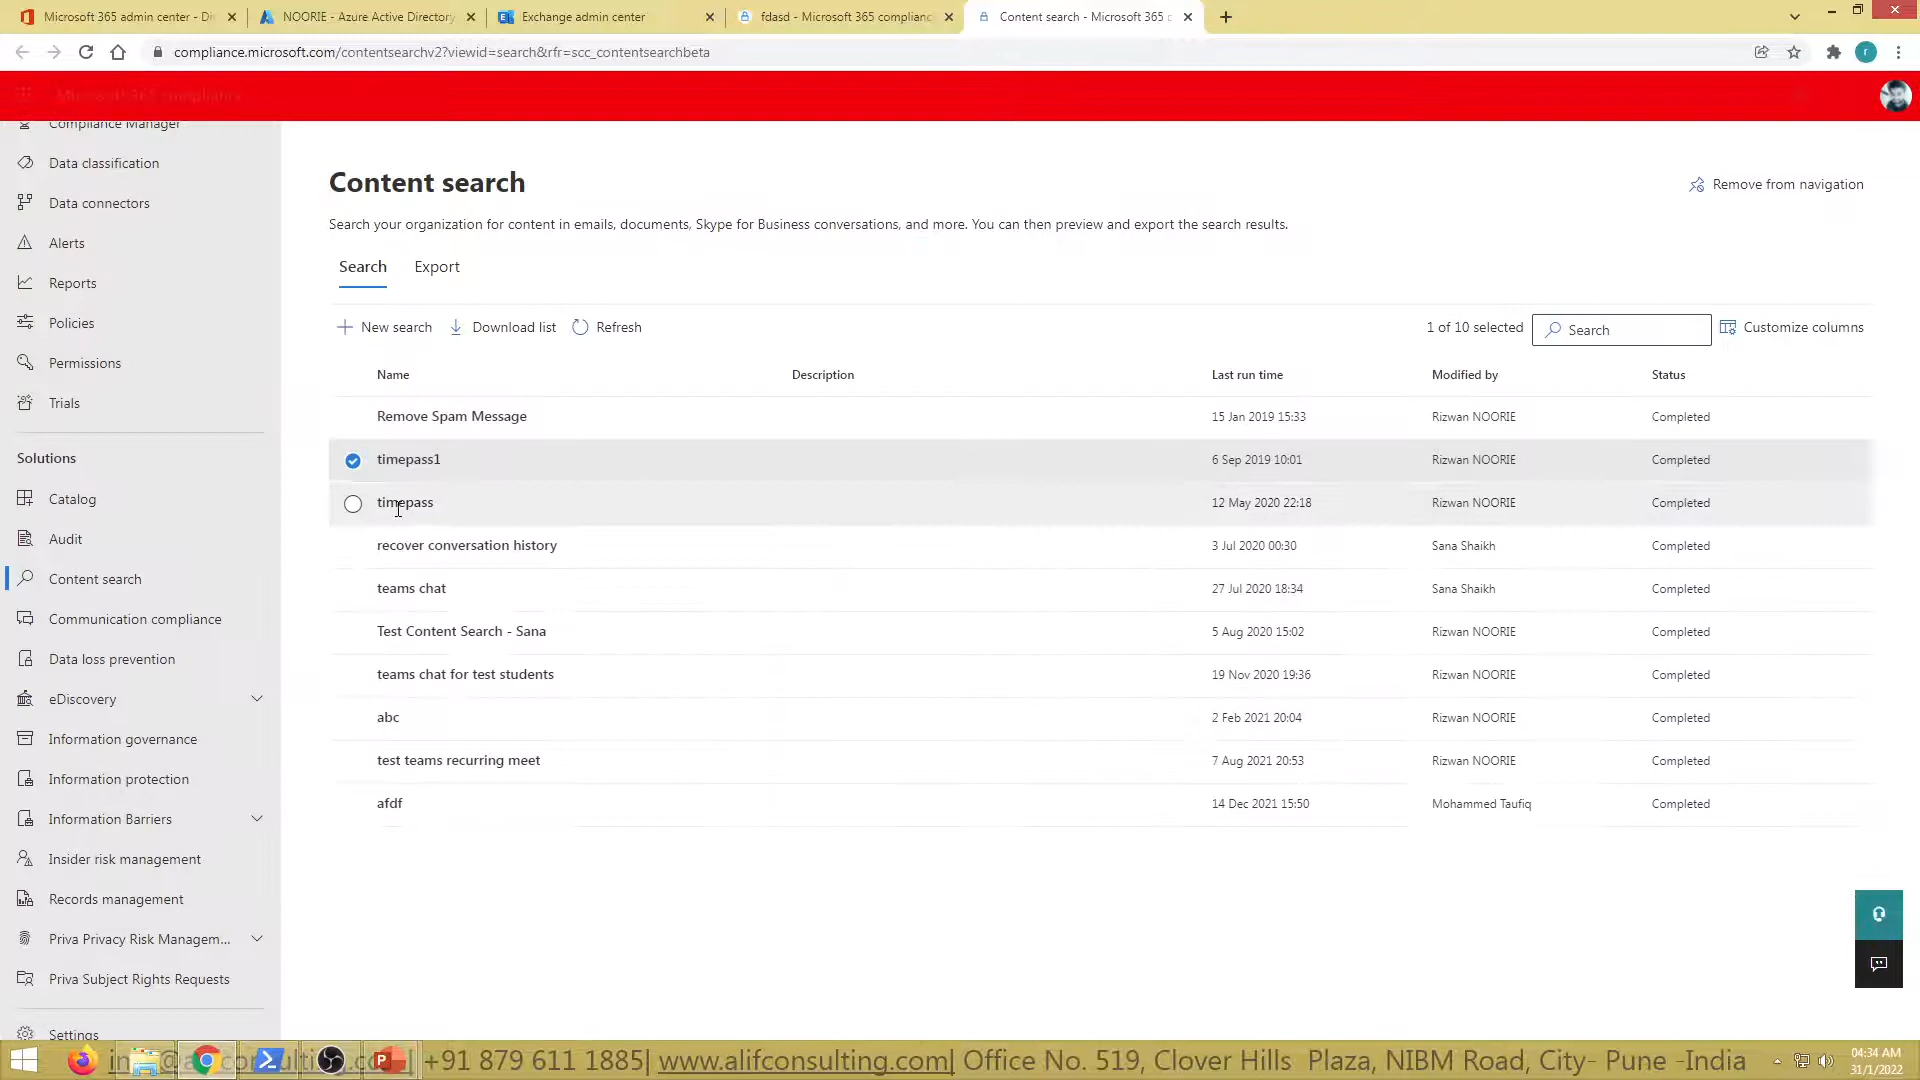 Microsoft 365 admin center - Di
NOORIE - Azure Active Directory
Exchange admin center
fdasd - Microsoft 365 complianc
Content search - Microsoft 365 c
compliance.microsoft.com/contentsearchv2?viewid=search&rfr=scc_contentsearchbeta
r
Microsoft 365 compliance
Compliance Manager
Data classification
Data connectors
Alerts
Reports
Policies
Permissions
Trials
Solutions
Catalog
Audit
Content search
Communication compliance
Data loss prevention
eDiscovery
Information governance
Information protection
Information Barriers
Insider risk management
Records management
Priva Privacy Risk Managem...
Priva Subject Rights Requests
Settings
Content search
Remove from navigation
Search your organization for content in emails, documents, Skype for Business conversations, and more. You can then preview and export the search results.
Search Export
New search Download list Refresh
1 of 10 selected Search Customize columns
Name Description Last run time Modified by Status
Remove Spam Message 15 Jan 2019 15:33 Rizwan NOORIE Completed
timepass1 6 Sep 2019 10:01 Rizwan NOORIE Completed
timepass 12 May 2020 22:18 Rizwan NOORIE Completed
recover conversation history 3 Jul 2020 00:30 Sana Shaikh Completed
teams chat 27 Jul 2020 18:34 Sana Shaikh Completed
Test Content Search - Sana 5 Aug 2020 15:02 Rizwan NOORIE Completed
teams chat for test students 19 Nov 2020 19:36 Rizwan NOORIE Completed
abc 2 Feb 2021 20:04 Rizwan NOORIE Completed
test teams recurring meet 7 Aug 2021 20:53 Rizwan NOORIE Completed
afdf 14 Dec 2021 15:50 Mohammed Taufiq Completed
+91 879 611 1885| www.alifconsulting.com| Office No. 519, Clover Hills Plaza, NIBM Road, City- Pune -India
04:34 AM
31/1/2022